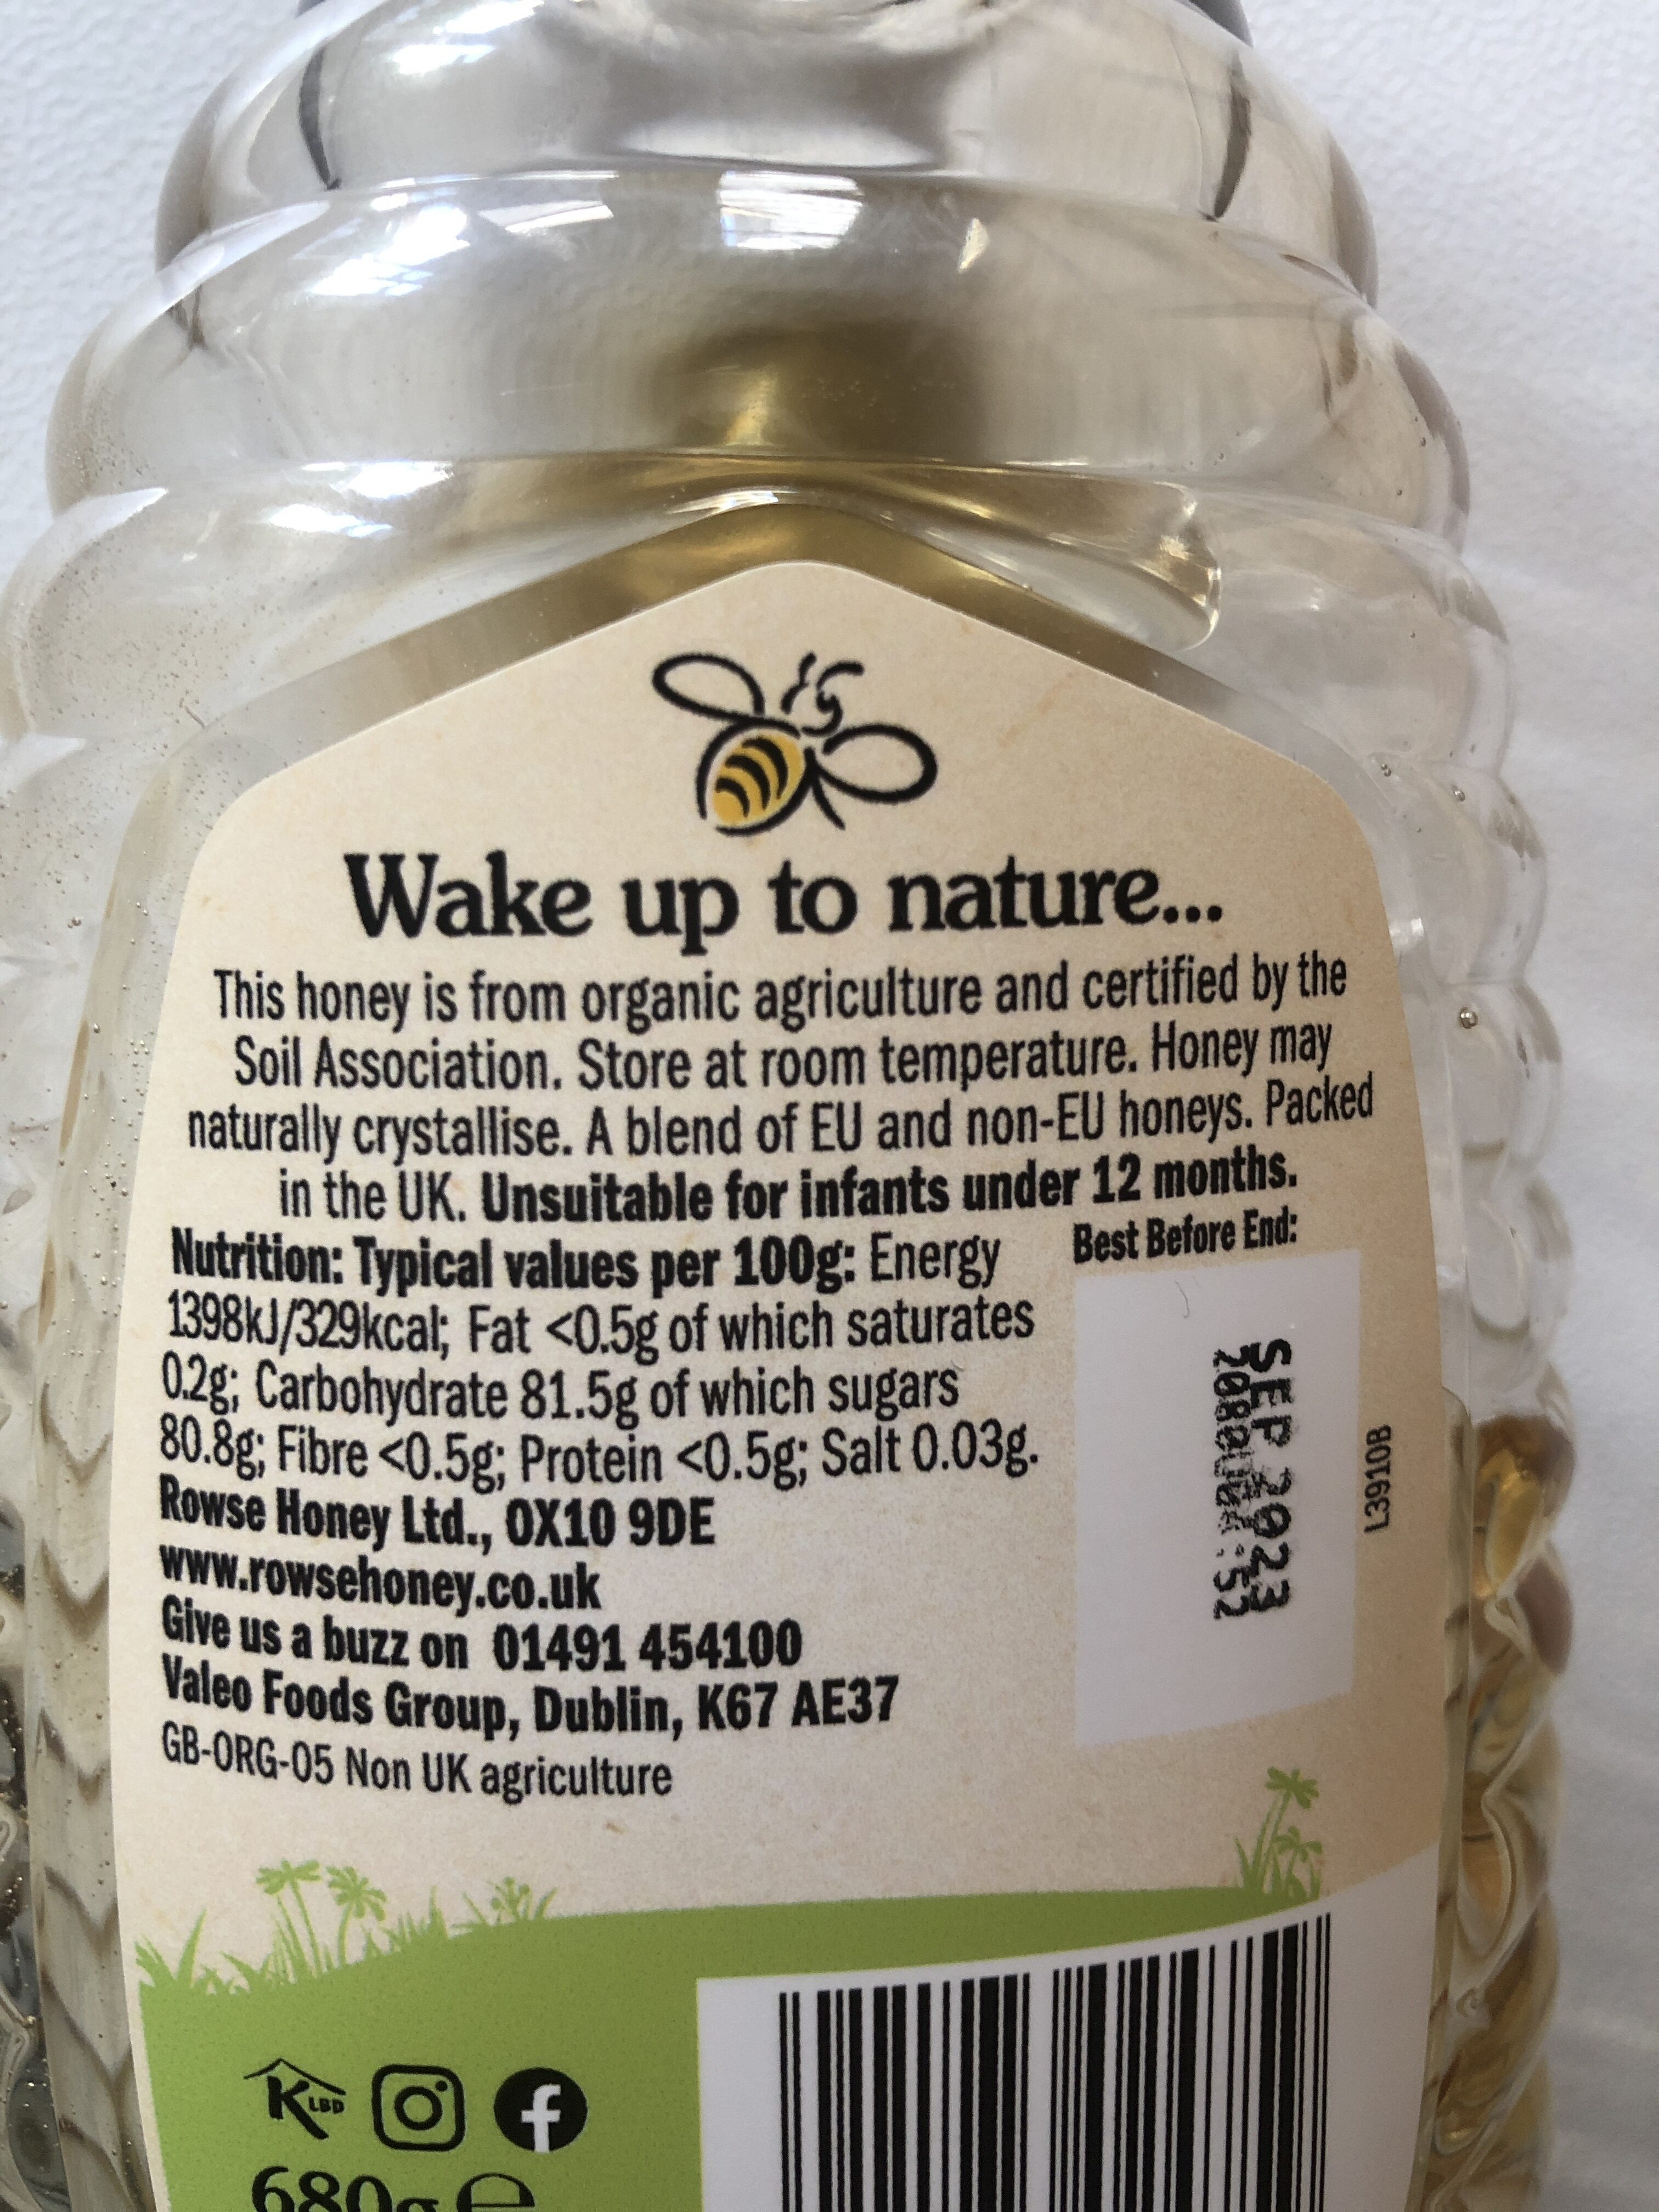 Wake up to nature...
This honey is from organic agriculture and certified by the
Soil Association. Store at room temperature. Honey may
naturally crystallise. A blend of EU and non-EU honeys. Packed
in the UK. Unsuitable for infants under 12 months.
Nutrition: Typical values per 100g: Energy
1398kJ/329kcal; Fat <0.5g of which saturates
0.2g; Carbohydrate 81.5g of which sugars
80.8g; Fibre <0.5g; Protein <0.5g; Salt 0.03g.
Rowse Honey Ltd., OX10 9DE
www.rowsehoney.co.uk
Give us a buzz on 01491 454100
Valeo Foods Group, Dublin, K67 AE37
GB-ORG-05 Non UK agriculture
Best Before End:
SEP 2023
L3910B
KLBD
f
680g e